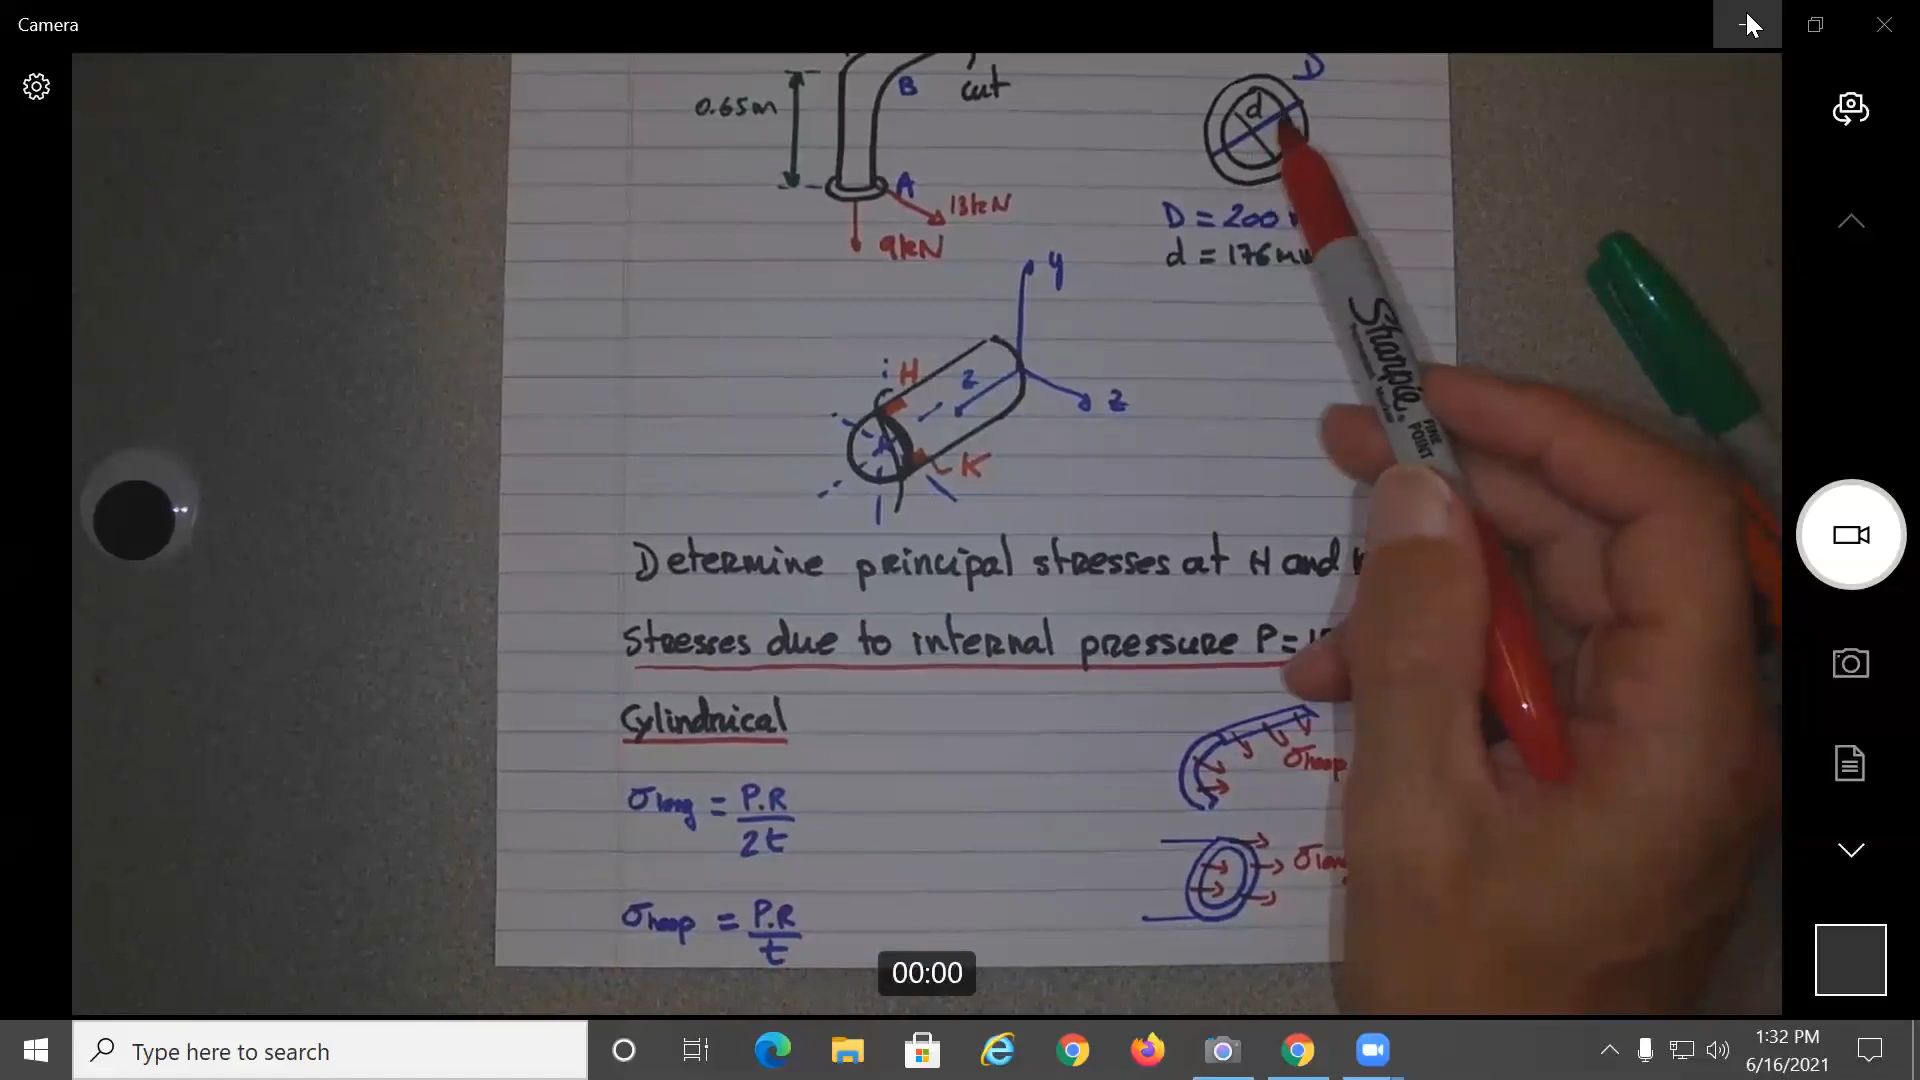 Camera
D
B
cut
0.65m
d
A
13kN
D = 200
9kN
d = 176
y
H
z
z
K
Sharpie
FINE
POINT
Determine principal stresses at H and
Stresses due to internal pressure P=
Cylindrical
σhoop
σlong = P.R
2t
σhoop = P.R
t
00:00
Type here to search
1:32 PM
6/16/2021